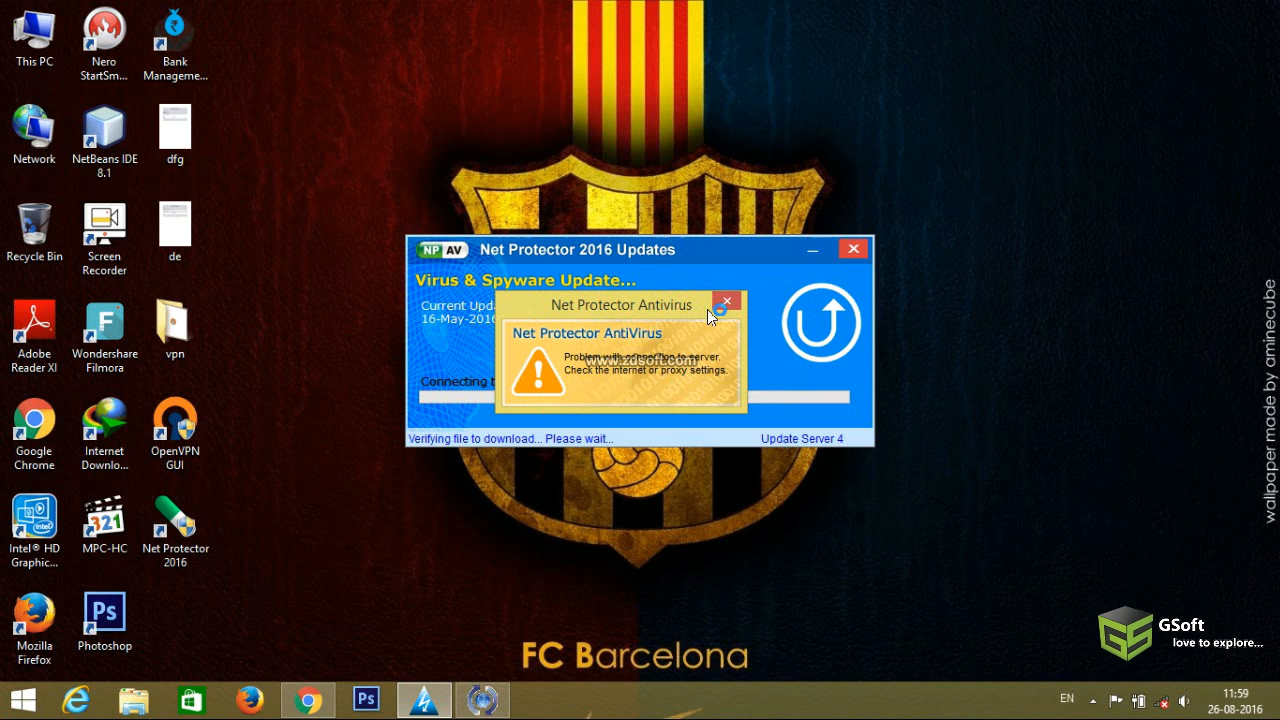 This PC
Nero
StartSm...
Bank
Manageme...
Network
NetBeans IDE
8.1
dfg
Recycle Bin
Screen
Recorder
de
Adobe
Reader XI
Wondershare
Filmora
vpn
Google
Chrome
Internet
Downlo...
OpenVPN
GUI
Intel® HD
Graphic...
MPC-HC
Net Protector
2016
Mozilla
Firefox
Photoshop
NP AV Net Protector 2016 Updates
Virus & Spyware Update...
Current Upd
16-May-2016
Net Protector Antivirus
Net Protector AntiVirus
Problem with connection to server.
www.zdsoft.com
Check the internet or proxy settings.
Connecting t
Verifying file to download... Please wait...
Update Server 4
FC Barcelona
wallpaper made by aminecube
GS
GSoft
love to explore...
Ps
EN
11:59
26-08-2016